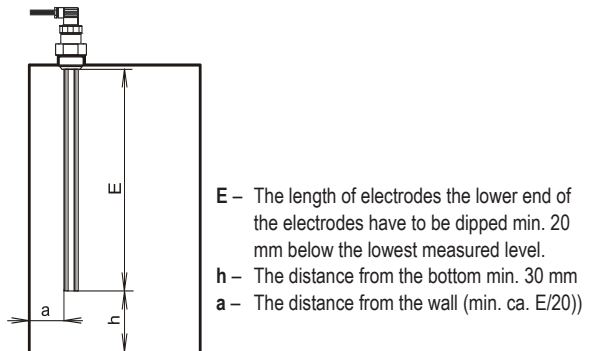 E
a
h
E – The length of electrodes the lower end of
the electrodes have to be dipped min. 20
mm below the lowest measured level.
h – The distance from the bottom min. 30 mm
a – The distance from the wall (min. ca. E/20))